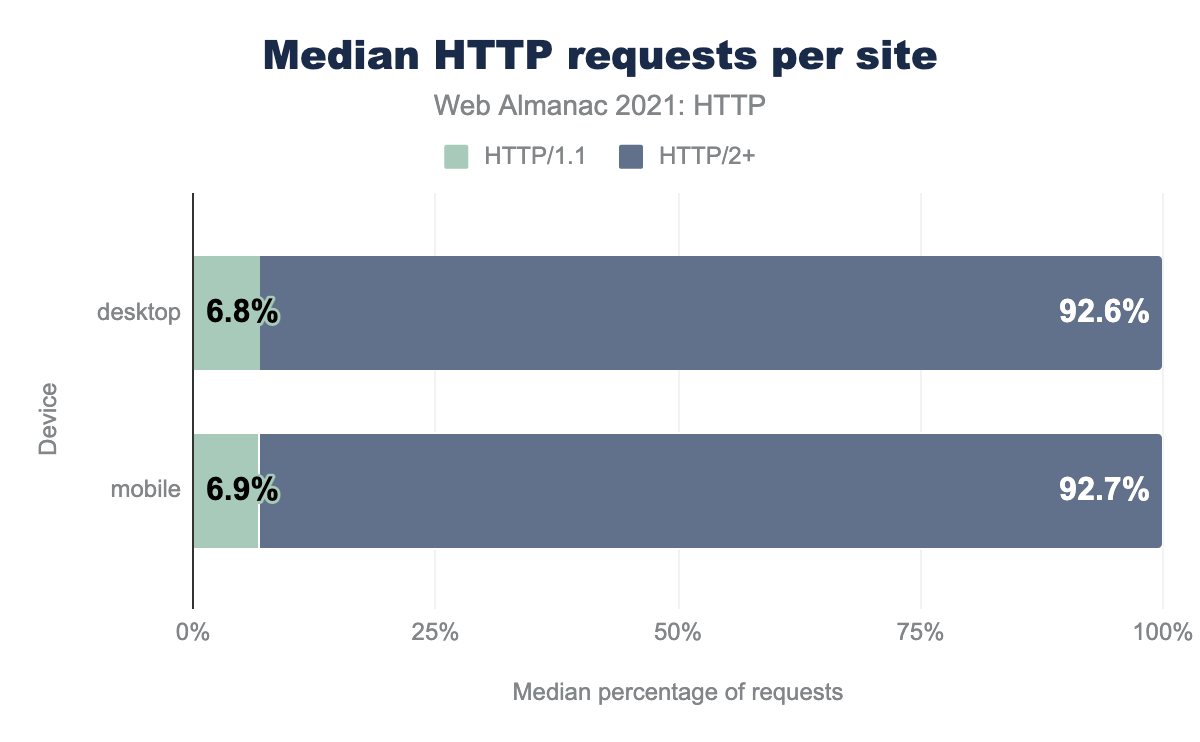 Median HTTP requests per site
Web Almanac 2021: HTTP
HTTP/1.1 HTTP/2+
desktop 6.8% 92.6%
Device
mobile 6.9% 92.7%
0% 25% 50% 75% 100%
Median percentage of requests